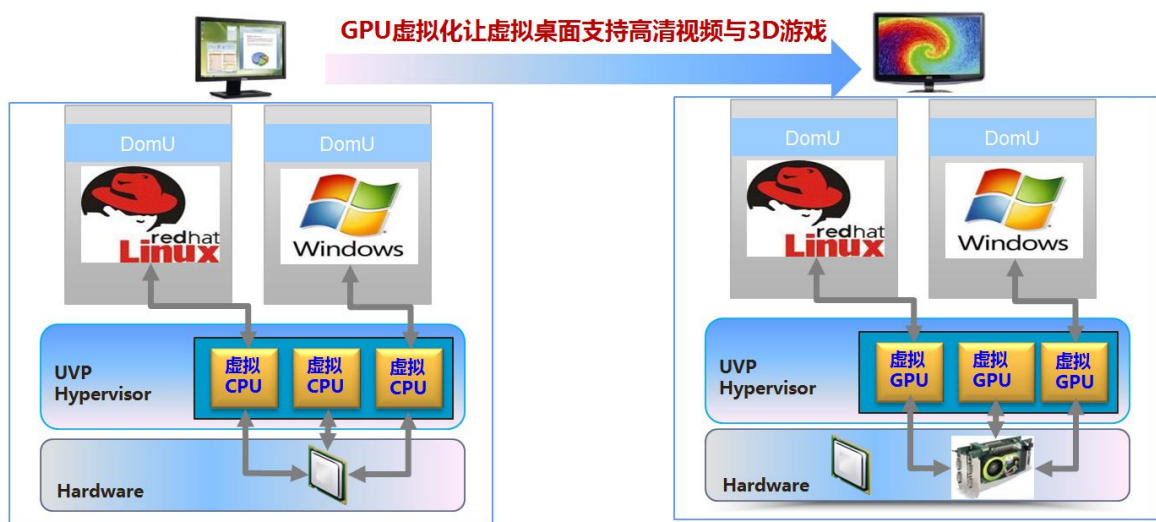 GPU虚拟化让虚拟桌面支持高清视频与3D游戏
DomU
DomU
redhat
Linux
Windows
UVP
Hypervisor
虚拟
CPU
虚拟
CPU
虚拟
CPU
Hardware
DomU
DomU
redhat
Linux
Windows
UVP
Hypervisor
虚拟
GPU
虚拟
GPU
虚拟
GPU
Hardware